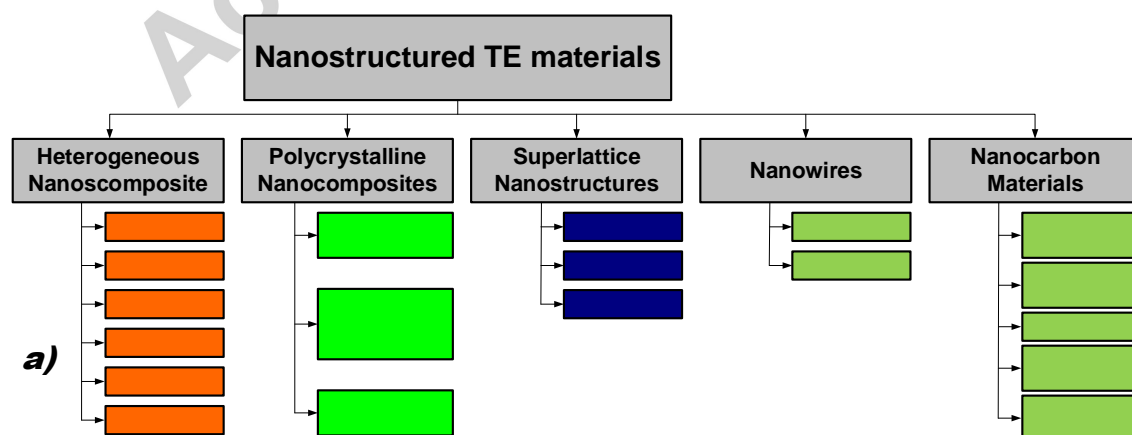 Nanostructured TE materials
Heterogeneous
Nanoscomposite
Polycrystalline
Nanocomposites
Superlattice
Nanostructures
Nanowires
Nanocarbon
Materials
a)